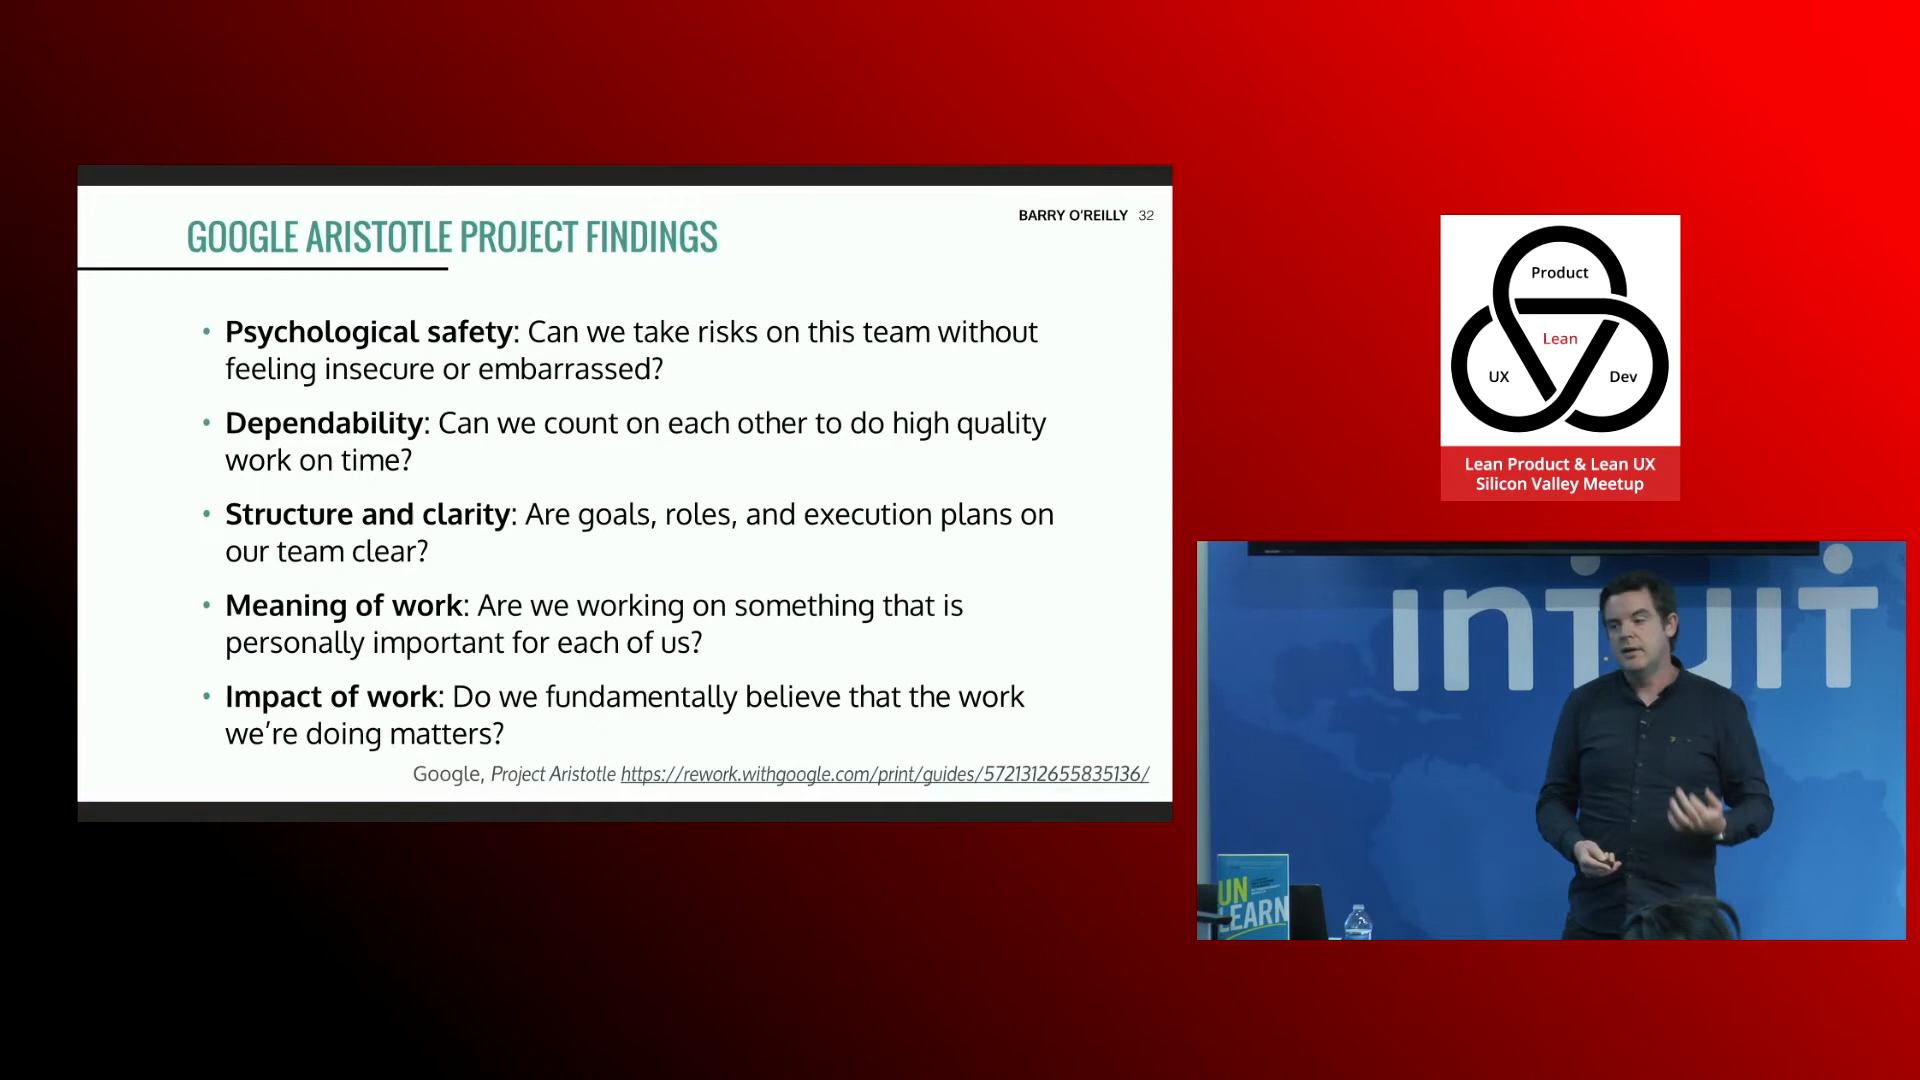 BARRY O'REILLY 32
GOOGLE ARISTOTLE PROJECT FINDINGS
• Psychological safety: Can we take risks on this team without
feeling insecure or embarrassed?
• Dependability: Can we count on each other to do high quality
work on time?
• Structure and clarity: Are goals, roles, and execution plans on
our team clear?
• Meaning of work: Are we working on something that is
personally important for each of us?
• Impact of work: Do we fundamentally believe that the work
we’re doing matters?
Google, Project Aristotle https://rework.withgoogle.com/print/guides/5721312655835136/
Product
Lean
UX
Dev
Lean Product & Lean UX
Silicon Valley Meetup
intuit
UN
LEARN